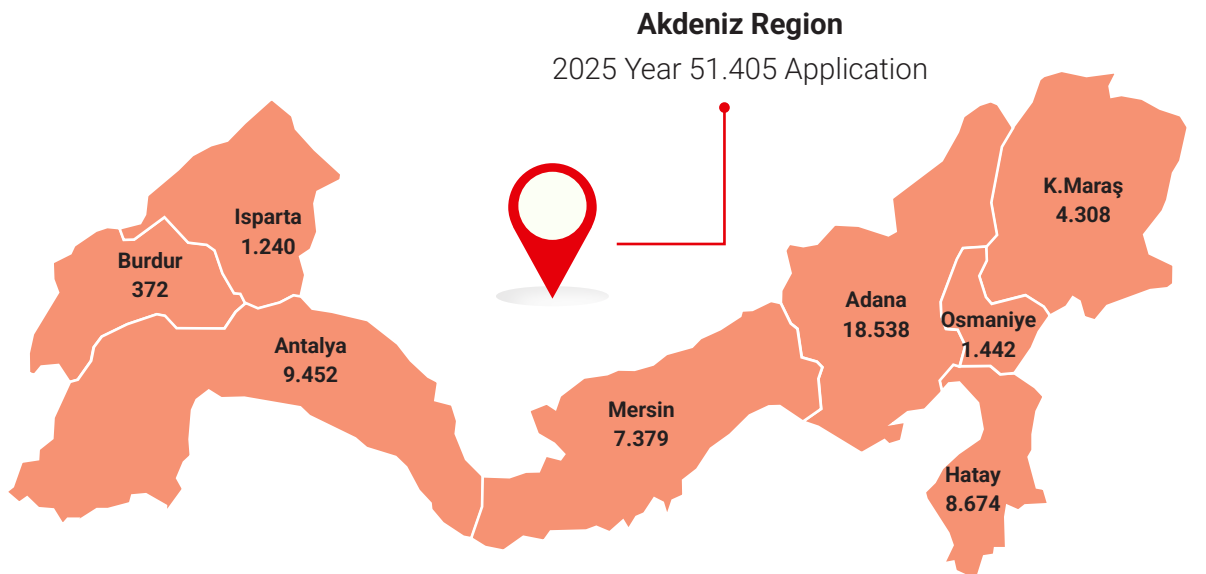 Akdeniz Region
2025 Year 51.405 Application
Isparta
1.240
Burdur
372
Antalya
9.452
Mersin
7.379
Adana
18.538
K.Maraş
4.308
Osmaniye
1.442
Hatay
8.674